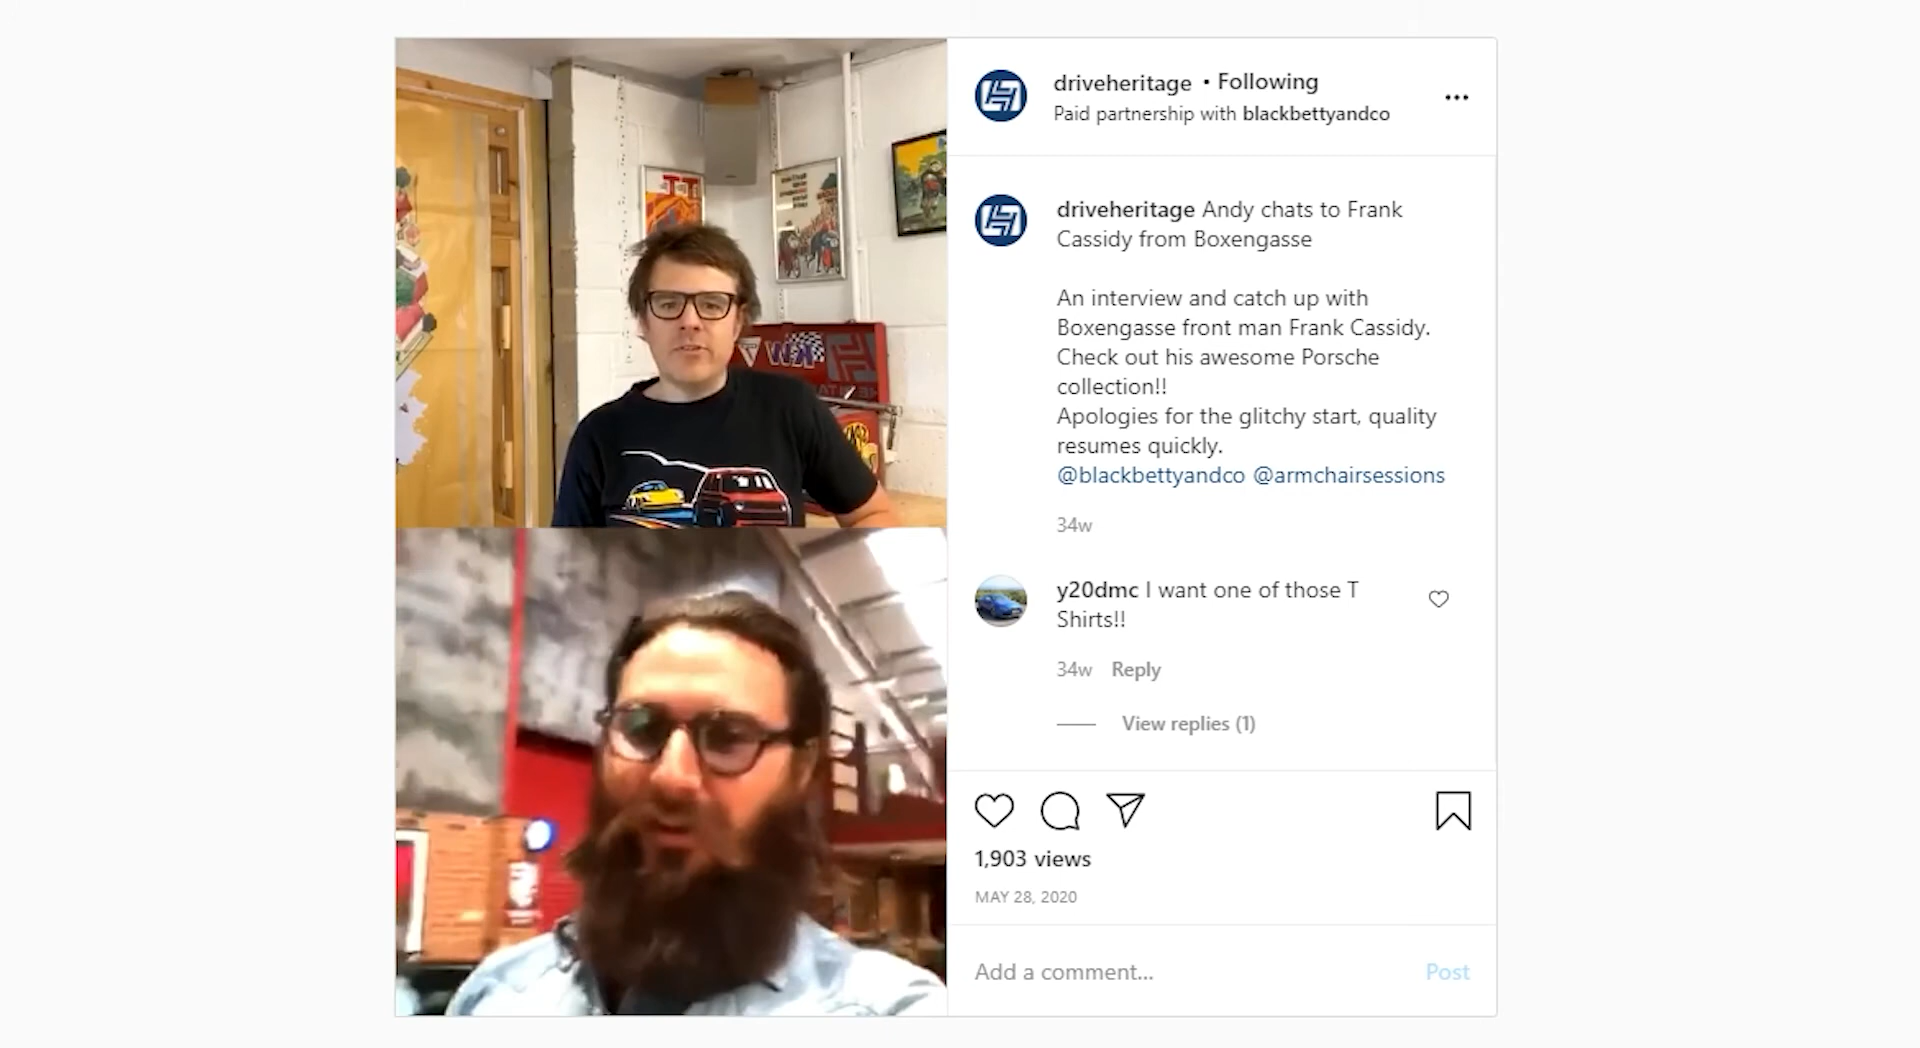 driveheritage • Following
Paid partnership with blackbettyandco
driveheritage Andy chats to Frank
Cassidy from Boxengasse
An interview and catch up with
Boxengasse front man Frank Cassidy.
Check out his awesome Porsche
collection!!
Apologies for the glitchy start, quality
resumes quickly.
@blackbettyandco @armchairsessions
34w
y20dmc I want one of those T
Shirts!!
34w Reply
View replies (1)
1,903 views
MAY 28, 2020
Add a comment...
Post